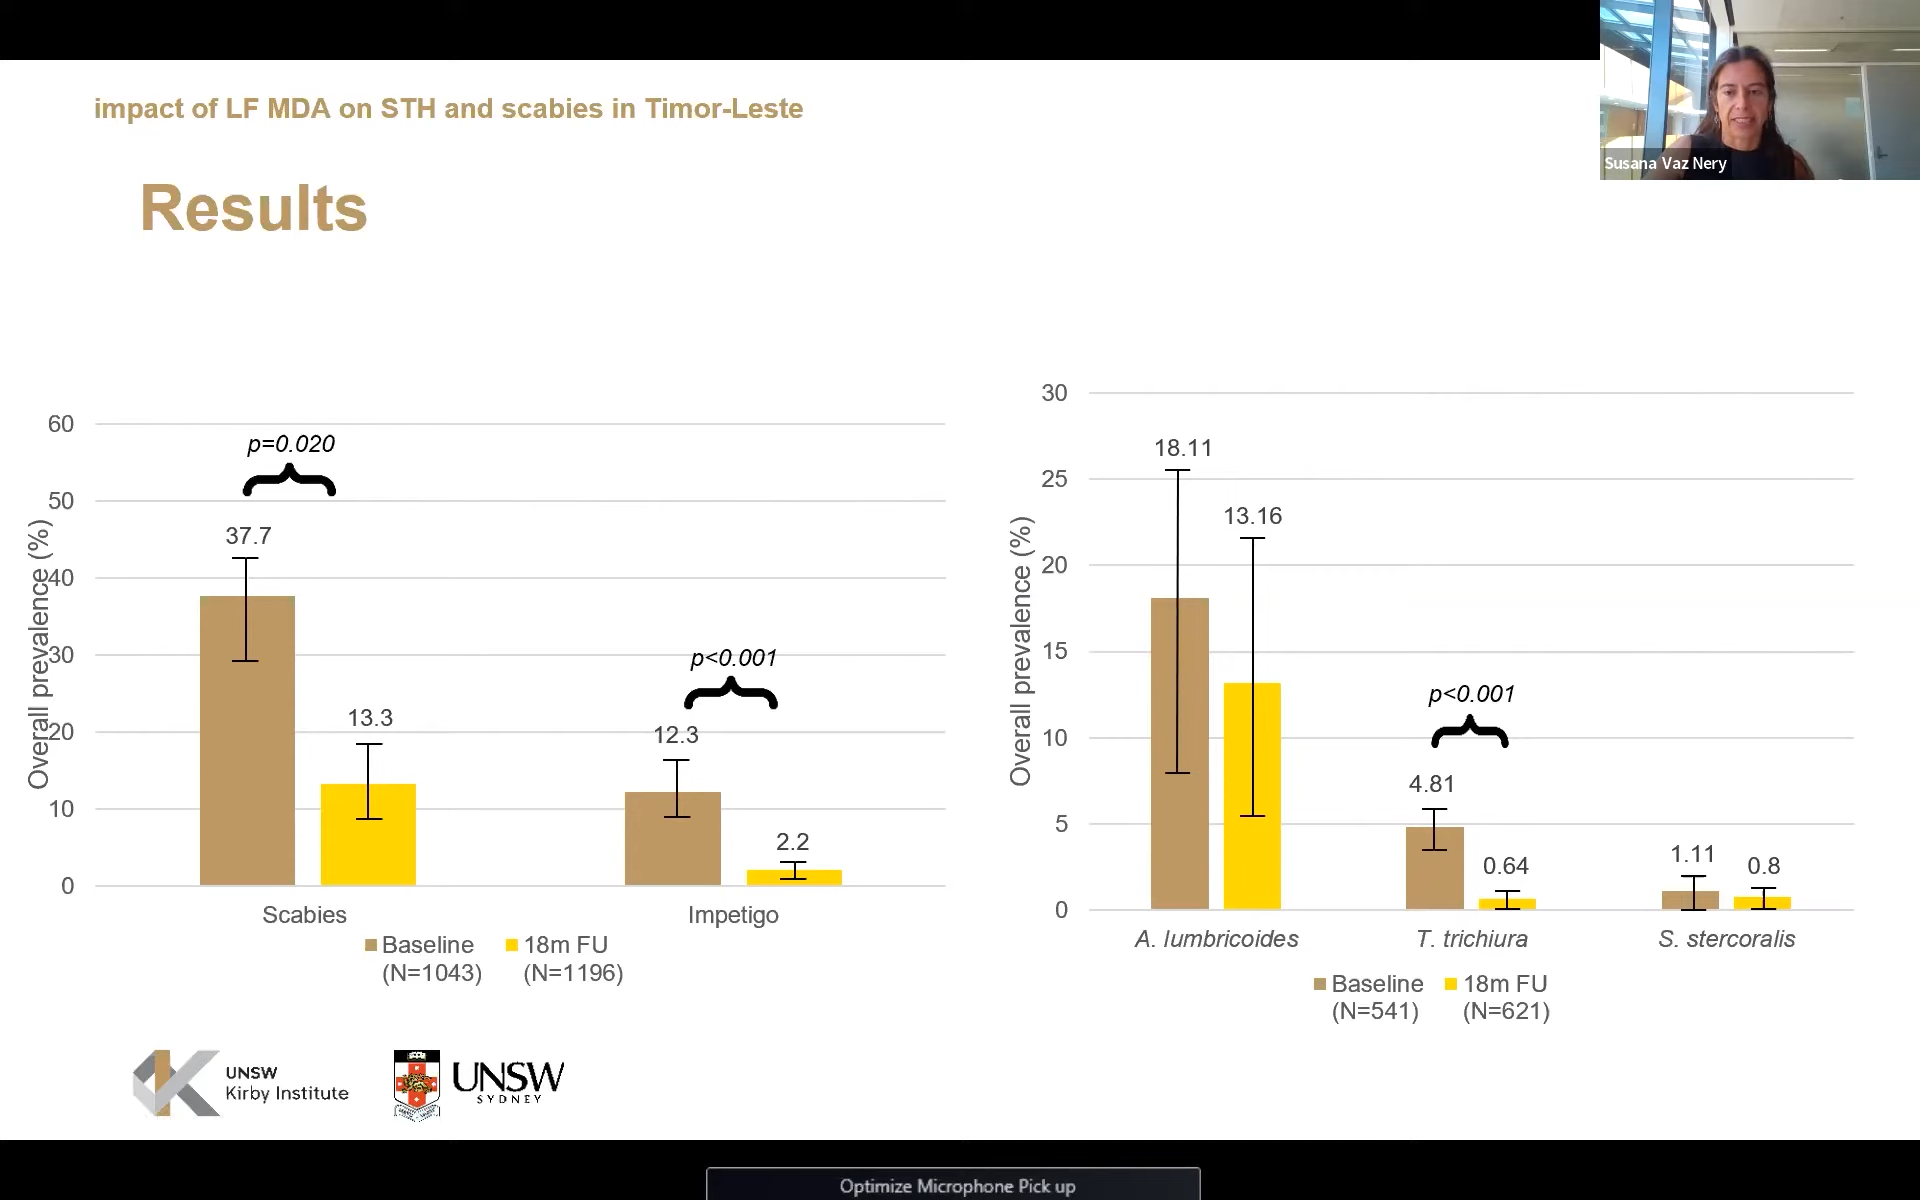 impact of LF MDA on STH and scabies in Timor-Leste
Susana Vaz Nery
Results
60
50
40
30
20
10
0
Overall prevalence (%)
p=0.020
37.7
13.3
p<0.001
12.3
2.2
Scabies
Impetigo
Baseline
(N=1043)
18m FU
(N=1196)
30
25
20
15
10
5
0
Overall prevalence (%)
18.11
13.16
p<0.001
4.81
0.64
1.11
0.8
A. lumbricoides
T. trichiura
S. stercoralis
Baseline
(N=541)
18m FU
(N=621)
UNSW
Kirby Institute
UNSW
SYDNEY
Optimize Microphone Pick up